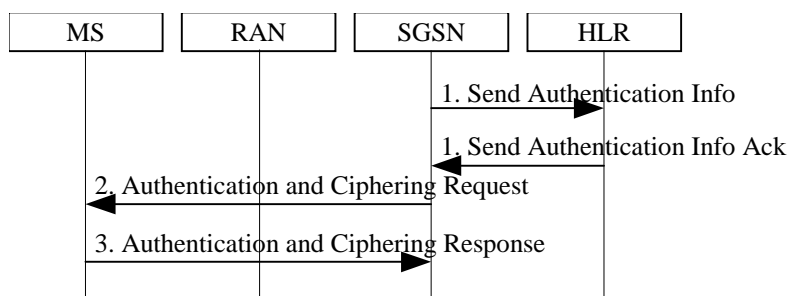 MS RAN SGSN HLR
1. Send Authentication Info
1. Send Authentication Info Ack
2. Authentication and Ciphering Request
3. Authentication and Ciphering Response